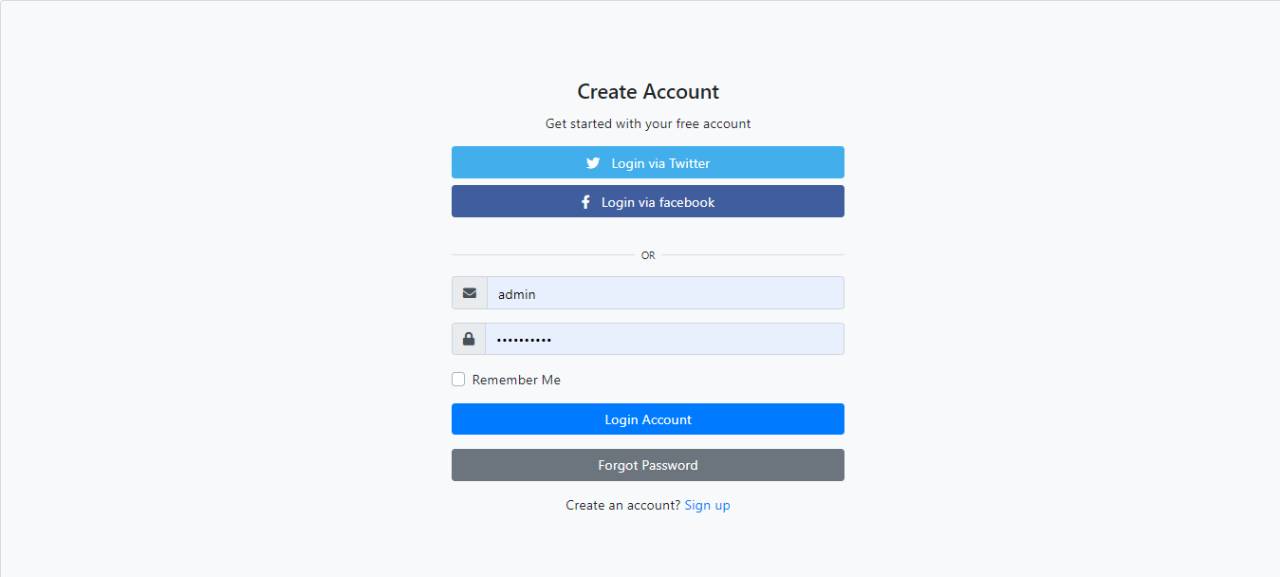 Create Account
Get started with your free account
Login via Twitter
Login via facebook
OR
admin
••••••••••
Remember Me
Login Account
Forgot Password
Create an account? Sign up